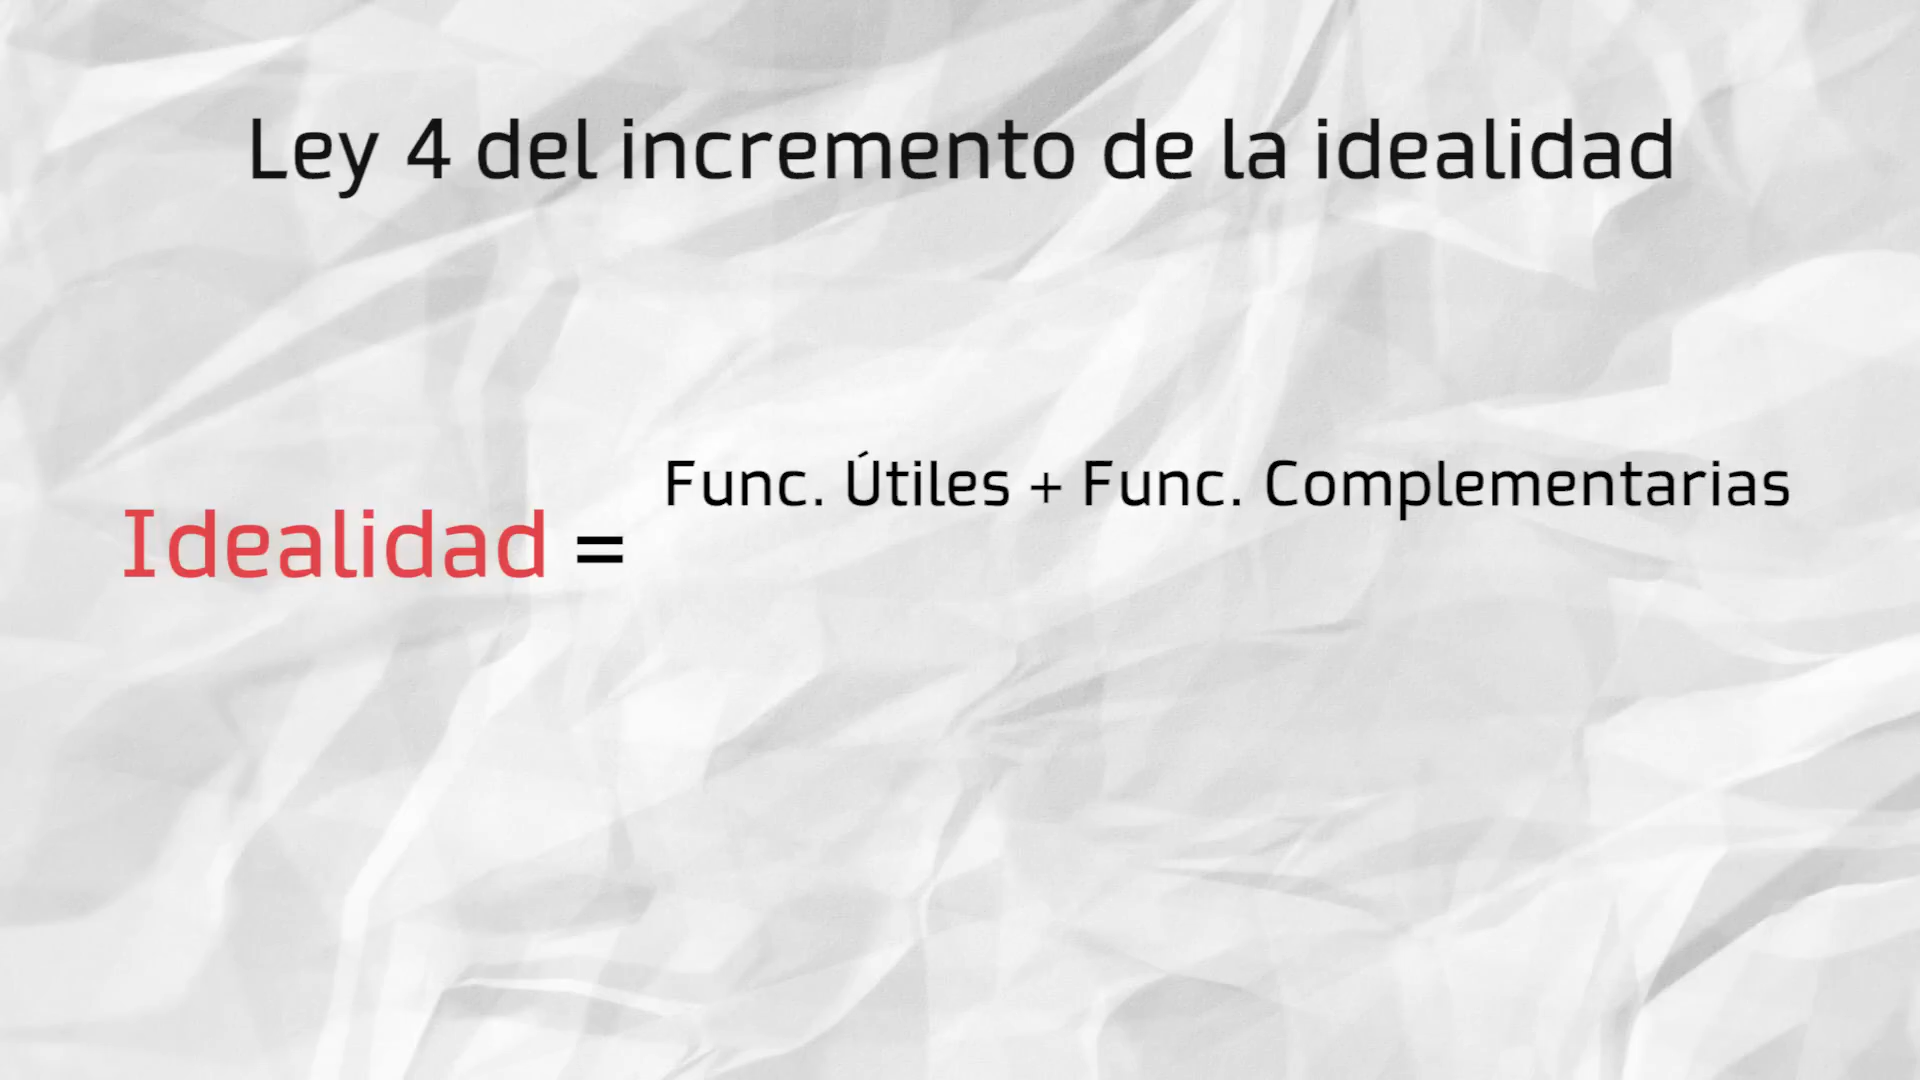 Ley 4 del incremento de la idealidad
Func. Útiles + Func. Complementarias
Idealidad =